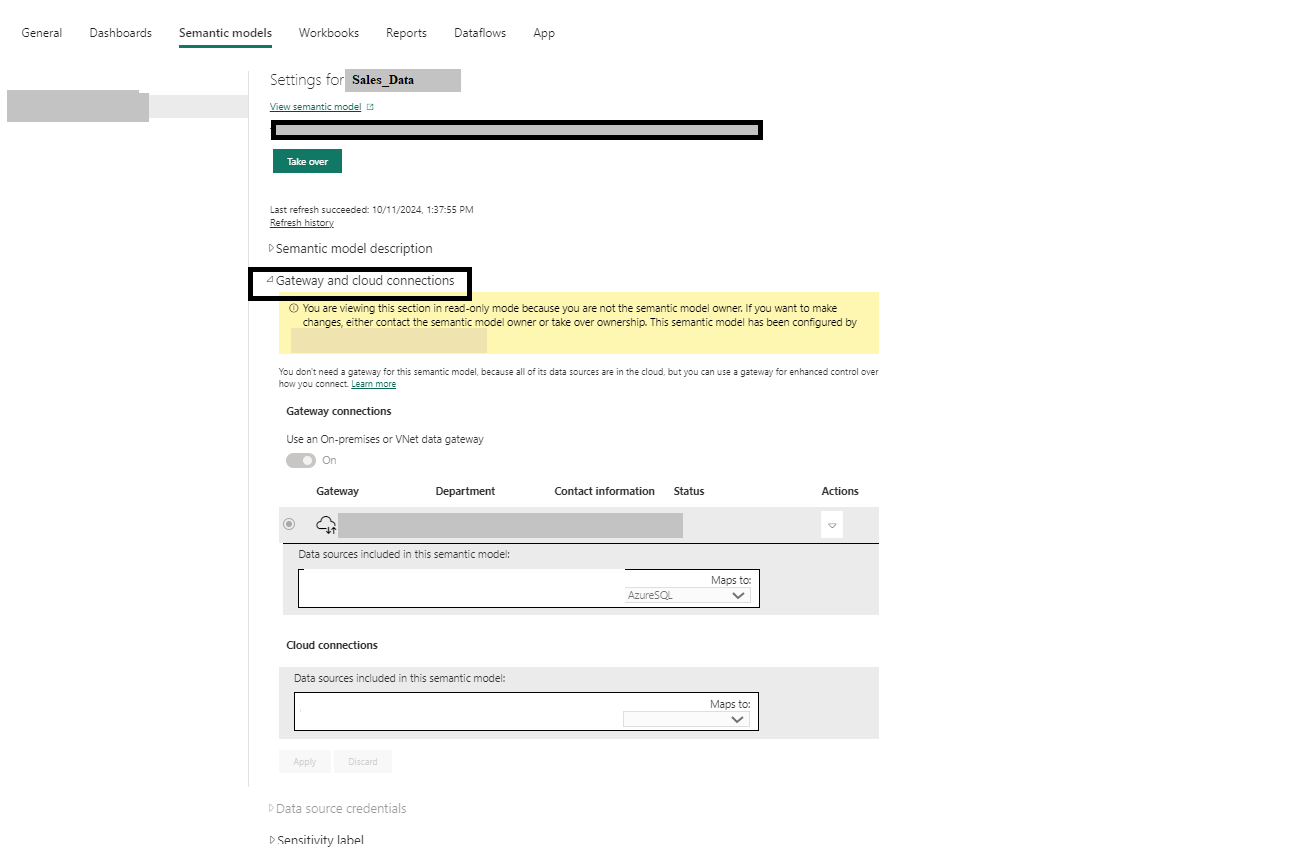 General Dashboards Semantic models Workbooks Reports Dataflows App
Settings for Sales_Data
View semantic model
Take over
Last refresh succeeded: 10/11/2024, 1:37:55 PM
Refresh history
Semantic model description
Gateway and cloud connections
You are viewing this section in read-only mode because you are not the semantic model owner. If you want to make
changes, either contact the semantic model owner or take over ownership. This semantic model has been configured by
You don't need a gateway for this semantic model, because all of its data sources are in the cloud, but you can use a gateway for enhanced control over
how you connect. Learn more
Gateway connections
Use an On-premises or VNet data gateway
On
Gateway Department Contact information Status Actions
Data sources included in this semantic model:
Maps to:
AzureSQL
Cloud connections
Data sources included in this semantic model:
Maps to:
Apply Discard
Data source credentials
Sensitivity label